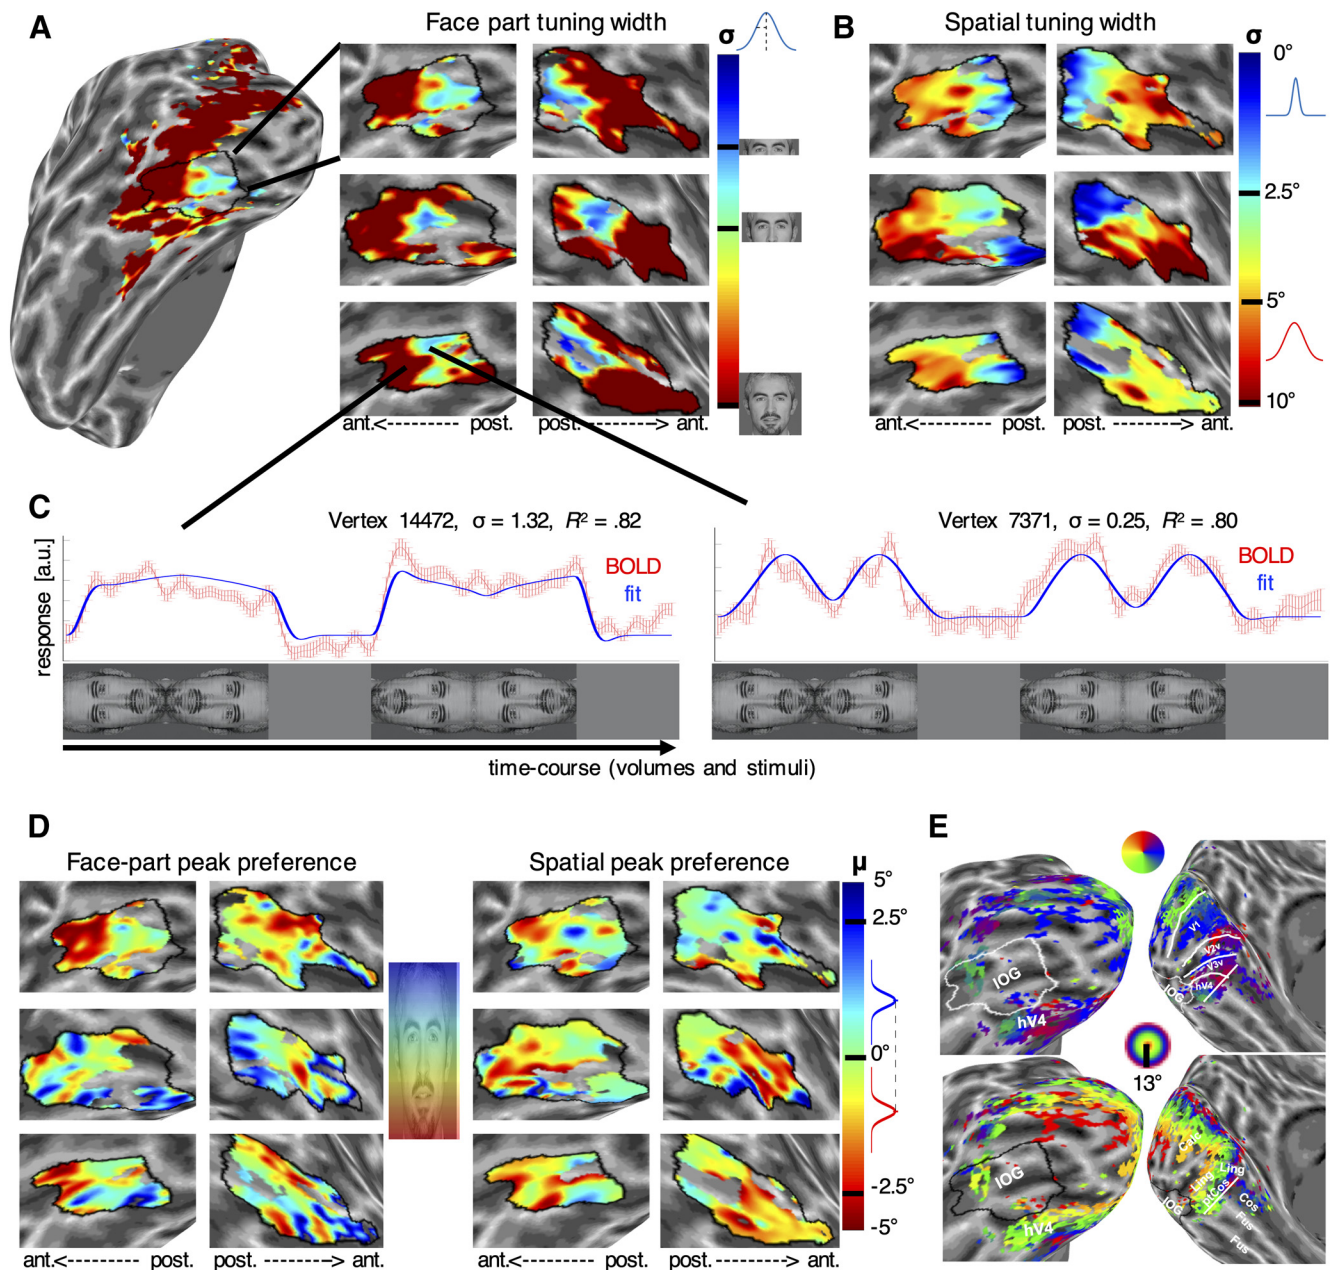 A
Face part tuning width
σ
B
Spatial tuning width
σ
0°
2.5°
5°
10°
ant.<---------- post.
post. --------> ant.
ant.<---------- post.
Post. ---------> ant.
C
Vertex 14472, σ = 1.32, R² = .82
BOLD
fit
response [a.u.]
Vertex 7371, σ = 0.25, R² = .80
BOLD
fit
time-course (volumes and stimuli)
D
Face-part peak preference
Spatial peak preference
μ
5°
2.5°
0°
-2.5°
-5°
ant.<---------- post.
post. ---------> ant.
ant.<---------- post.
post. ---------> ant.
E
IOG
hV4
V1
V2v
V3v
hV4
IOG
13°
IOG
hV4
Calc
Ling
Ling
ptCos
Cos
IOG
Fus
Fus